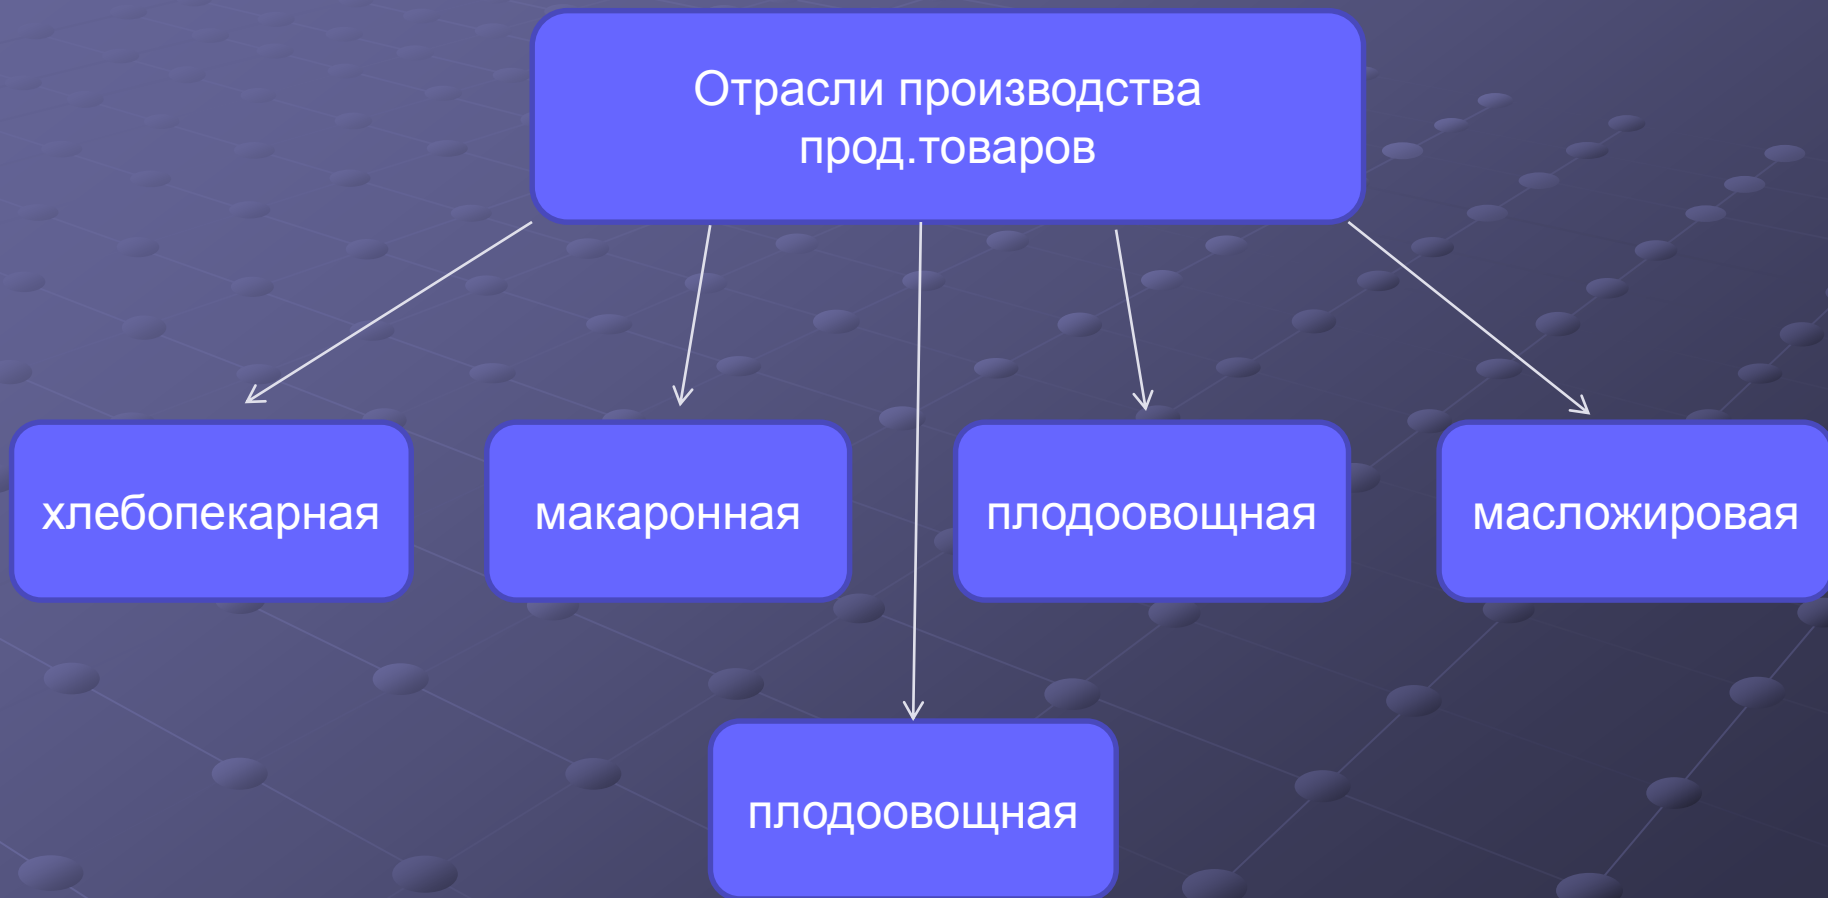 Отрасли производства
прод.товаров
хлебопекарная
макаронная
плодоовощная
масложировая
плодоовощная